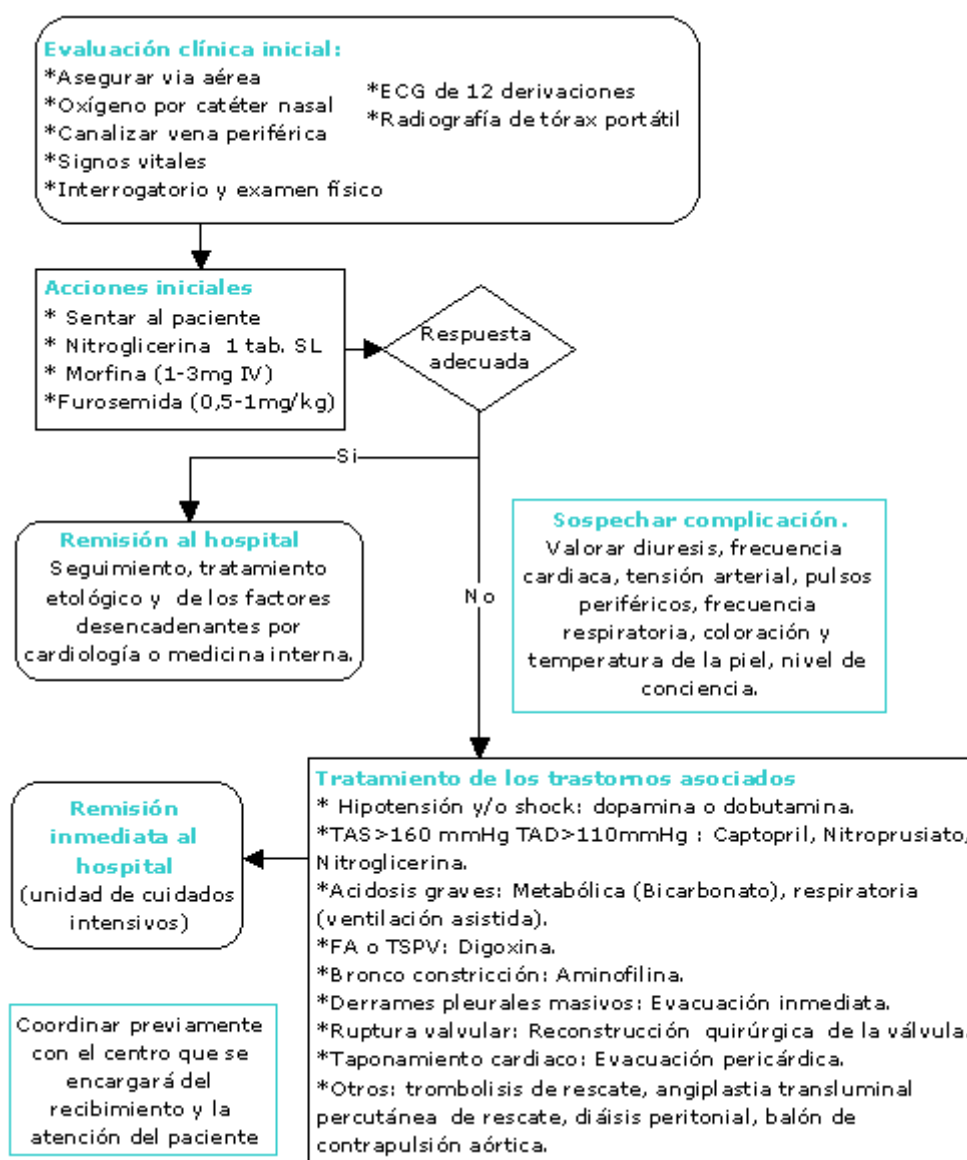 Evaluación clínica inicial:
*Asegurar via aérea
*Oxígeno por catéter nasal
*Canalizar vena periférica
*Signos vitales
*Interrogatorio y examen físico
*ECG de 12 derivaciones
*Radiografía de tórax portátil
Acciones iniciales
* Sentar al paciente
* Nitroglicerina 1 tab. SL
* Morfina (1-3mg IV)
*Furosemida (0,5-1mg/kg)
Respuesta
adecuada
Si
No
Remisión al hospital
Seguimiento, tratamiento
etológico y de los factores
desencadenantes por
cardiología o medicina interna.
Sospechar complicación.
Valorar diuresis, frecuencia
cardiaca, tensión arterial, pulsos
periféricos, frecuencia
respiratoria, coloración y
temperatura de la piel, nivel de
conciencia.
Tratamiento de los trastornos asociados
* Hipotensión y/o shock: dopamina o dobutamina.
*TAS>160 mmHg TAD>110mmHg : Captopril, Nitroprusiato,
Nitroglicerina.
*Acidosis graves: Metabólica (Bicarbonato), respiratoria
(ventilación asistida).
*FA o TSPV: Digoxina.
*Bronco constricción: Aminofilina.
*Derrames pleurales masivos: Evacuación inmediata.
*Ruptura valvular: Reconstrucción quirúrgica de la válvula.
*Taponamiento cardiaco: Evacuación pericárdica.
*Otros: trombolisis de rescate, angiplastia transluminal
percutánea de rescate, diáisis peritonial, balón de
contrapulsión aórtica.
Remisión
inmediata al
hospital
(unidad de cuidados
intensivos)
Coordinar previamente
con el centro que se
encargará del
recibimiento y la
atención del paciente